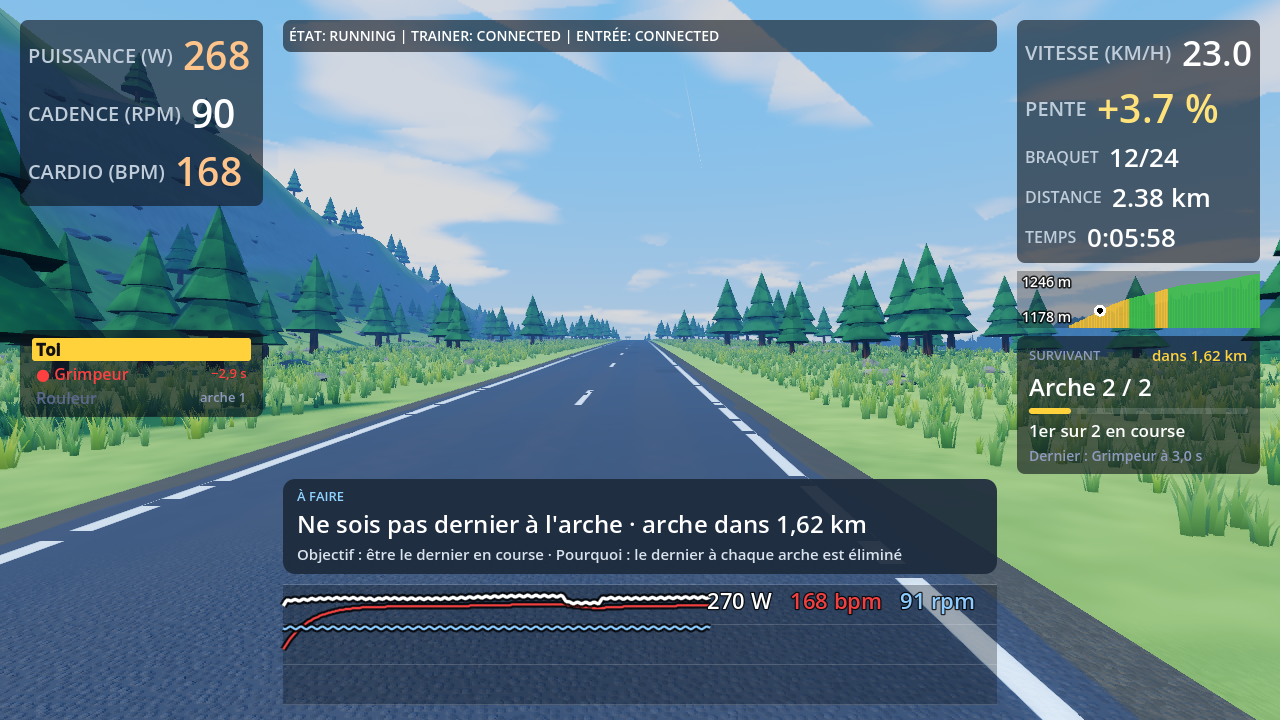 PUISSANCE (W) 268
CADENCE (RPM) 90
CARDIO (BPM) 168
ÉTAT: RUNNING | TRAINER: CONNECTED | ENTRÉE: CONNECTED
VITESSE (KM/H) 23.0
PENTE +3.7 %
BRAQUET 12/24
DISTANCE 2.38 km
TEMPS 0:05:58
1246 m
1178 m
Toi
Grimpeur −2,9 s
Rouleur arche 1
SURVIVANT dans 1,62 km
Arche 2 / 2
1er sur 2 en course
Dernier : Grimpeur à 3,0 s
À FAIRE
Ne sois pas dernier à l'arche · arche dans 1,62 km
Objectif : être le dernier en course · Pourquoi : le dernier à chaque arche est éliminé
270 W 168 bpm 91 rpm